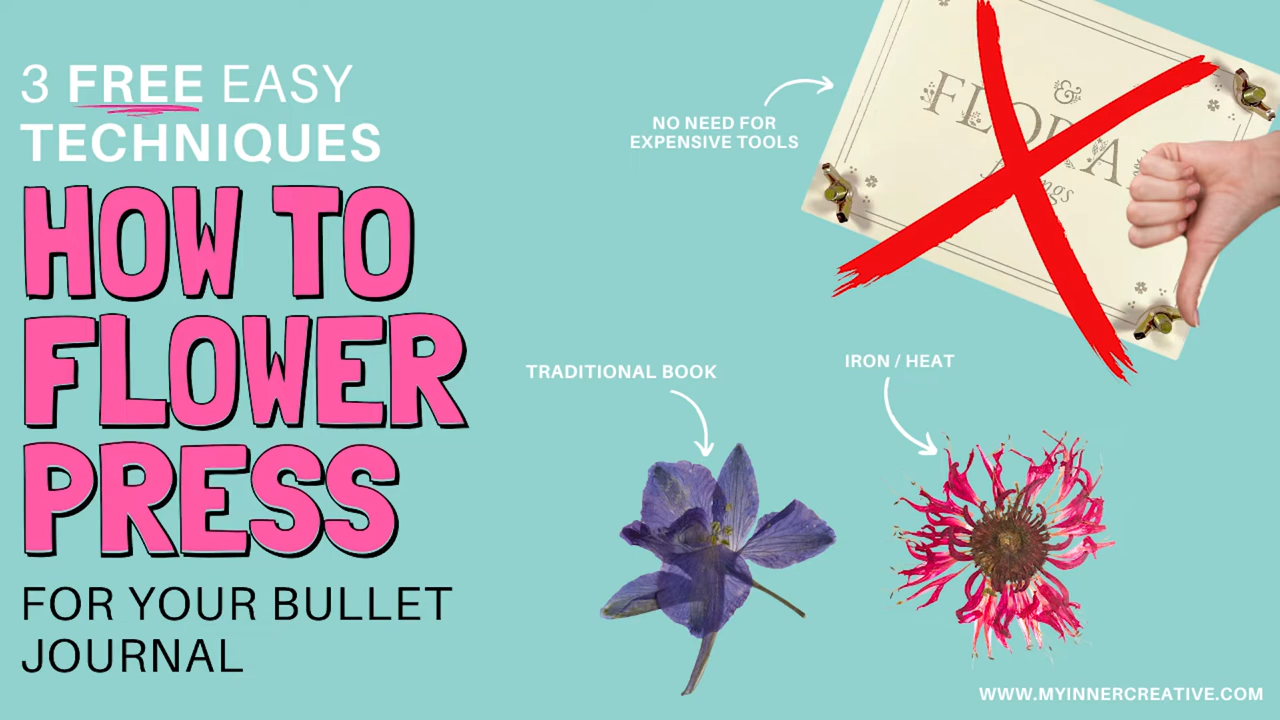 3 FREE EASY
TECHNIQUES
HOW TO
FLOWER
PRESS
FOR YOUR BULLET
JOURNAL
NO NEED FOR
EXPENSIVE TOOLS
&
TRADITIONAL BOOK
IRON / HEAT
WWW.MYINNERCREATIVE.COM